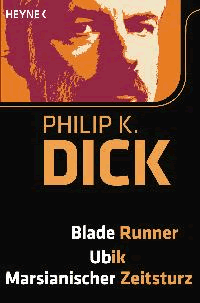 HEYNE‹
PHILIP K.
DICK
Blade Runner
Ubik
Marsianischer Zeitsturz